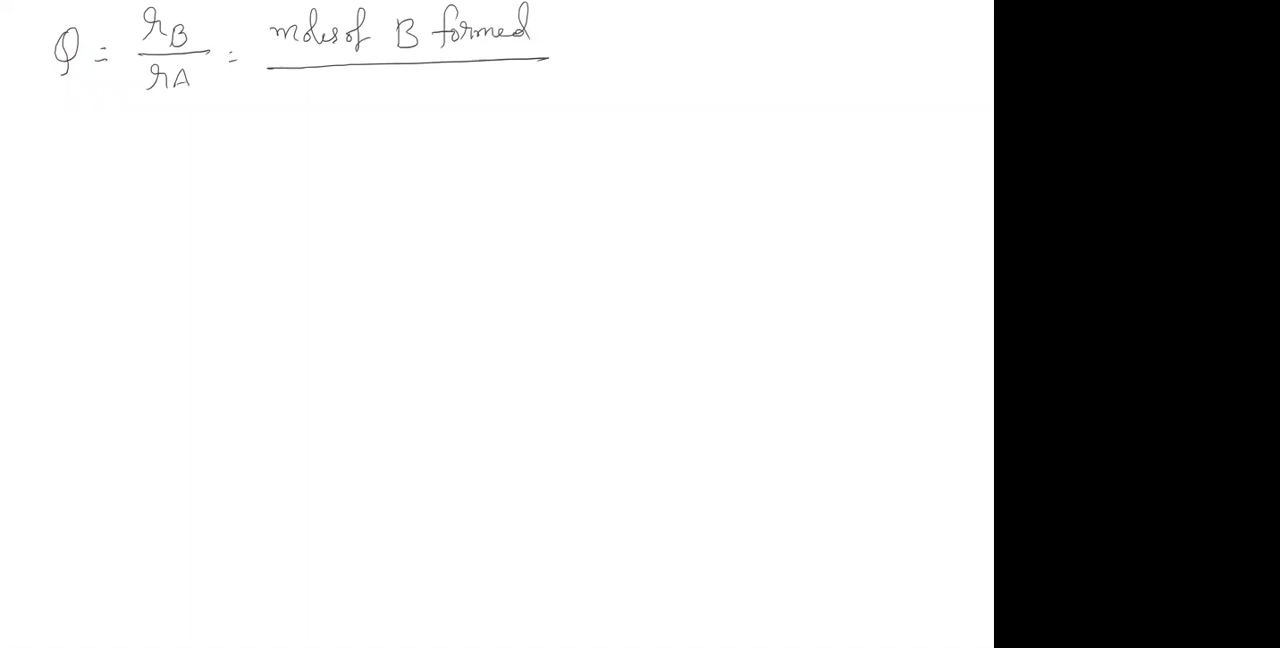 φ = r_B / r_A = moles of B formed /